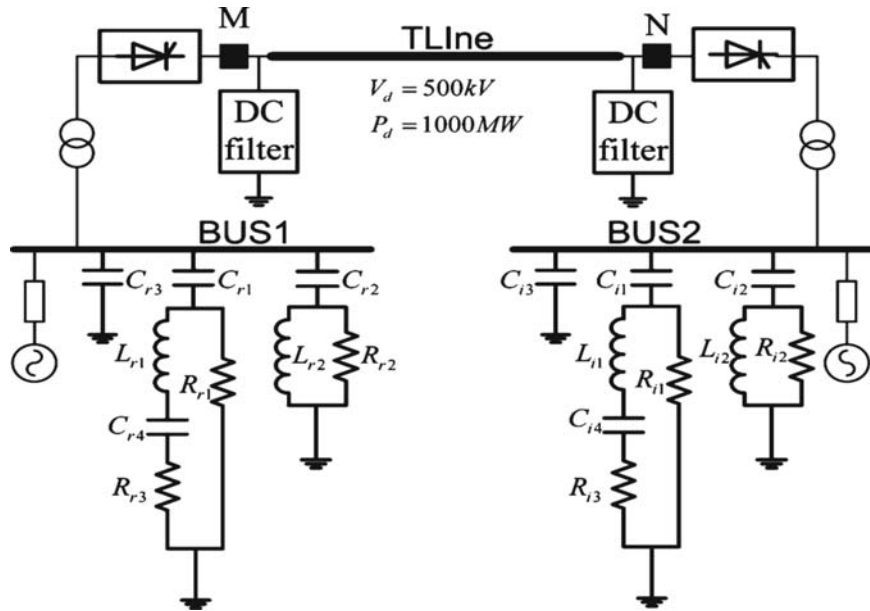 M
TLIne
N
V_d = 500kV
P_d = 1000MW
DC
filter
DC
filter
BUS1
BUS2
C_r3
C_r1
C_r2
C_i3
C_i1
C_i2
L_r1
R_r1
L_r2
R_r2
L_i1
R_i1
L_i2
R_i2
C_r4
C_i4
R_r3
R_i3